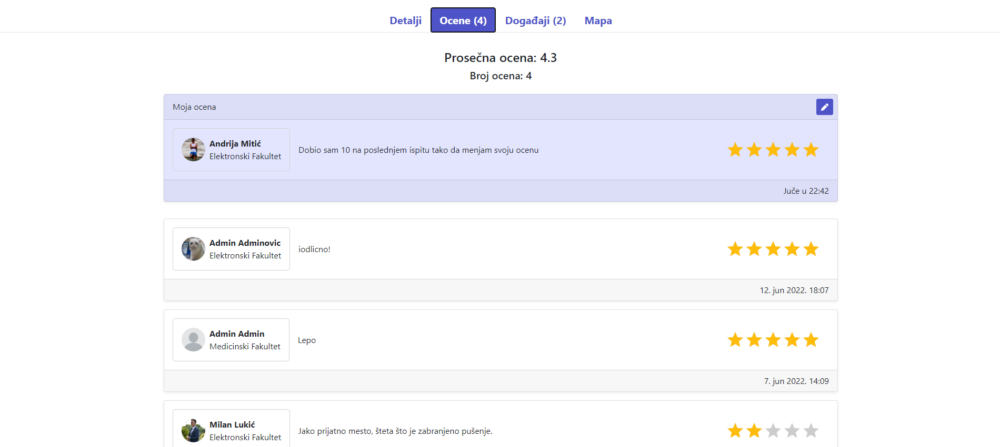 Detalji Ocene (4) Događaji (2) Mapa
Prosečna ocena: 4.3
Broj ocena: 4
Moja ocena
Andrija Mitić
Elektronski Fakultet
Dobio sam 10 na poslednjem ispitu tako da menjam svoju ocenu
Juče u 22:42
Admin Adminovic
Elektronski Fakultet
iodlicno!
12. jun 2022. 18:07
Admin Admin
Medicinski Fakultet
Lepo
7. jun 2022. 14:09
Milan Lukić
Elektronski Fakultet
Jako prijatno mesto, šteta što je zabranjeno pušenje.